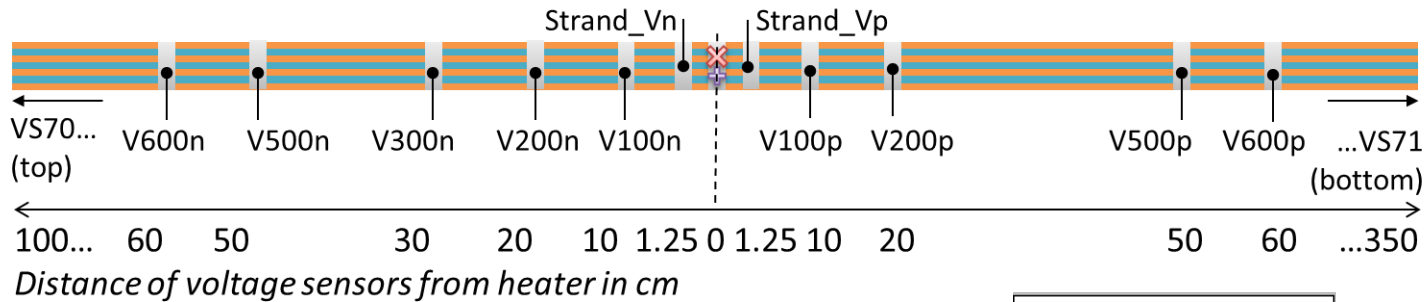 Strand_Vn Strand_Vp
VS70... V600n V500n V300n V200n V100n V100p V200p V500p V600p ...VS71
(top) (bottom)
100... 60 50 30 20 10 1.25 0 1.25 10 20 50 60 ...350
Distance of voltage sensors from heater in cm